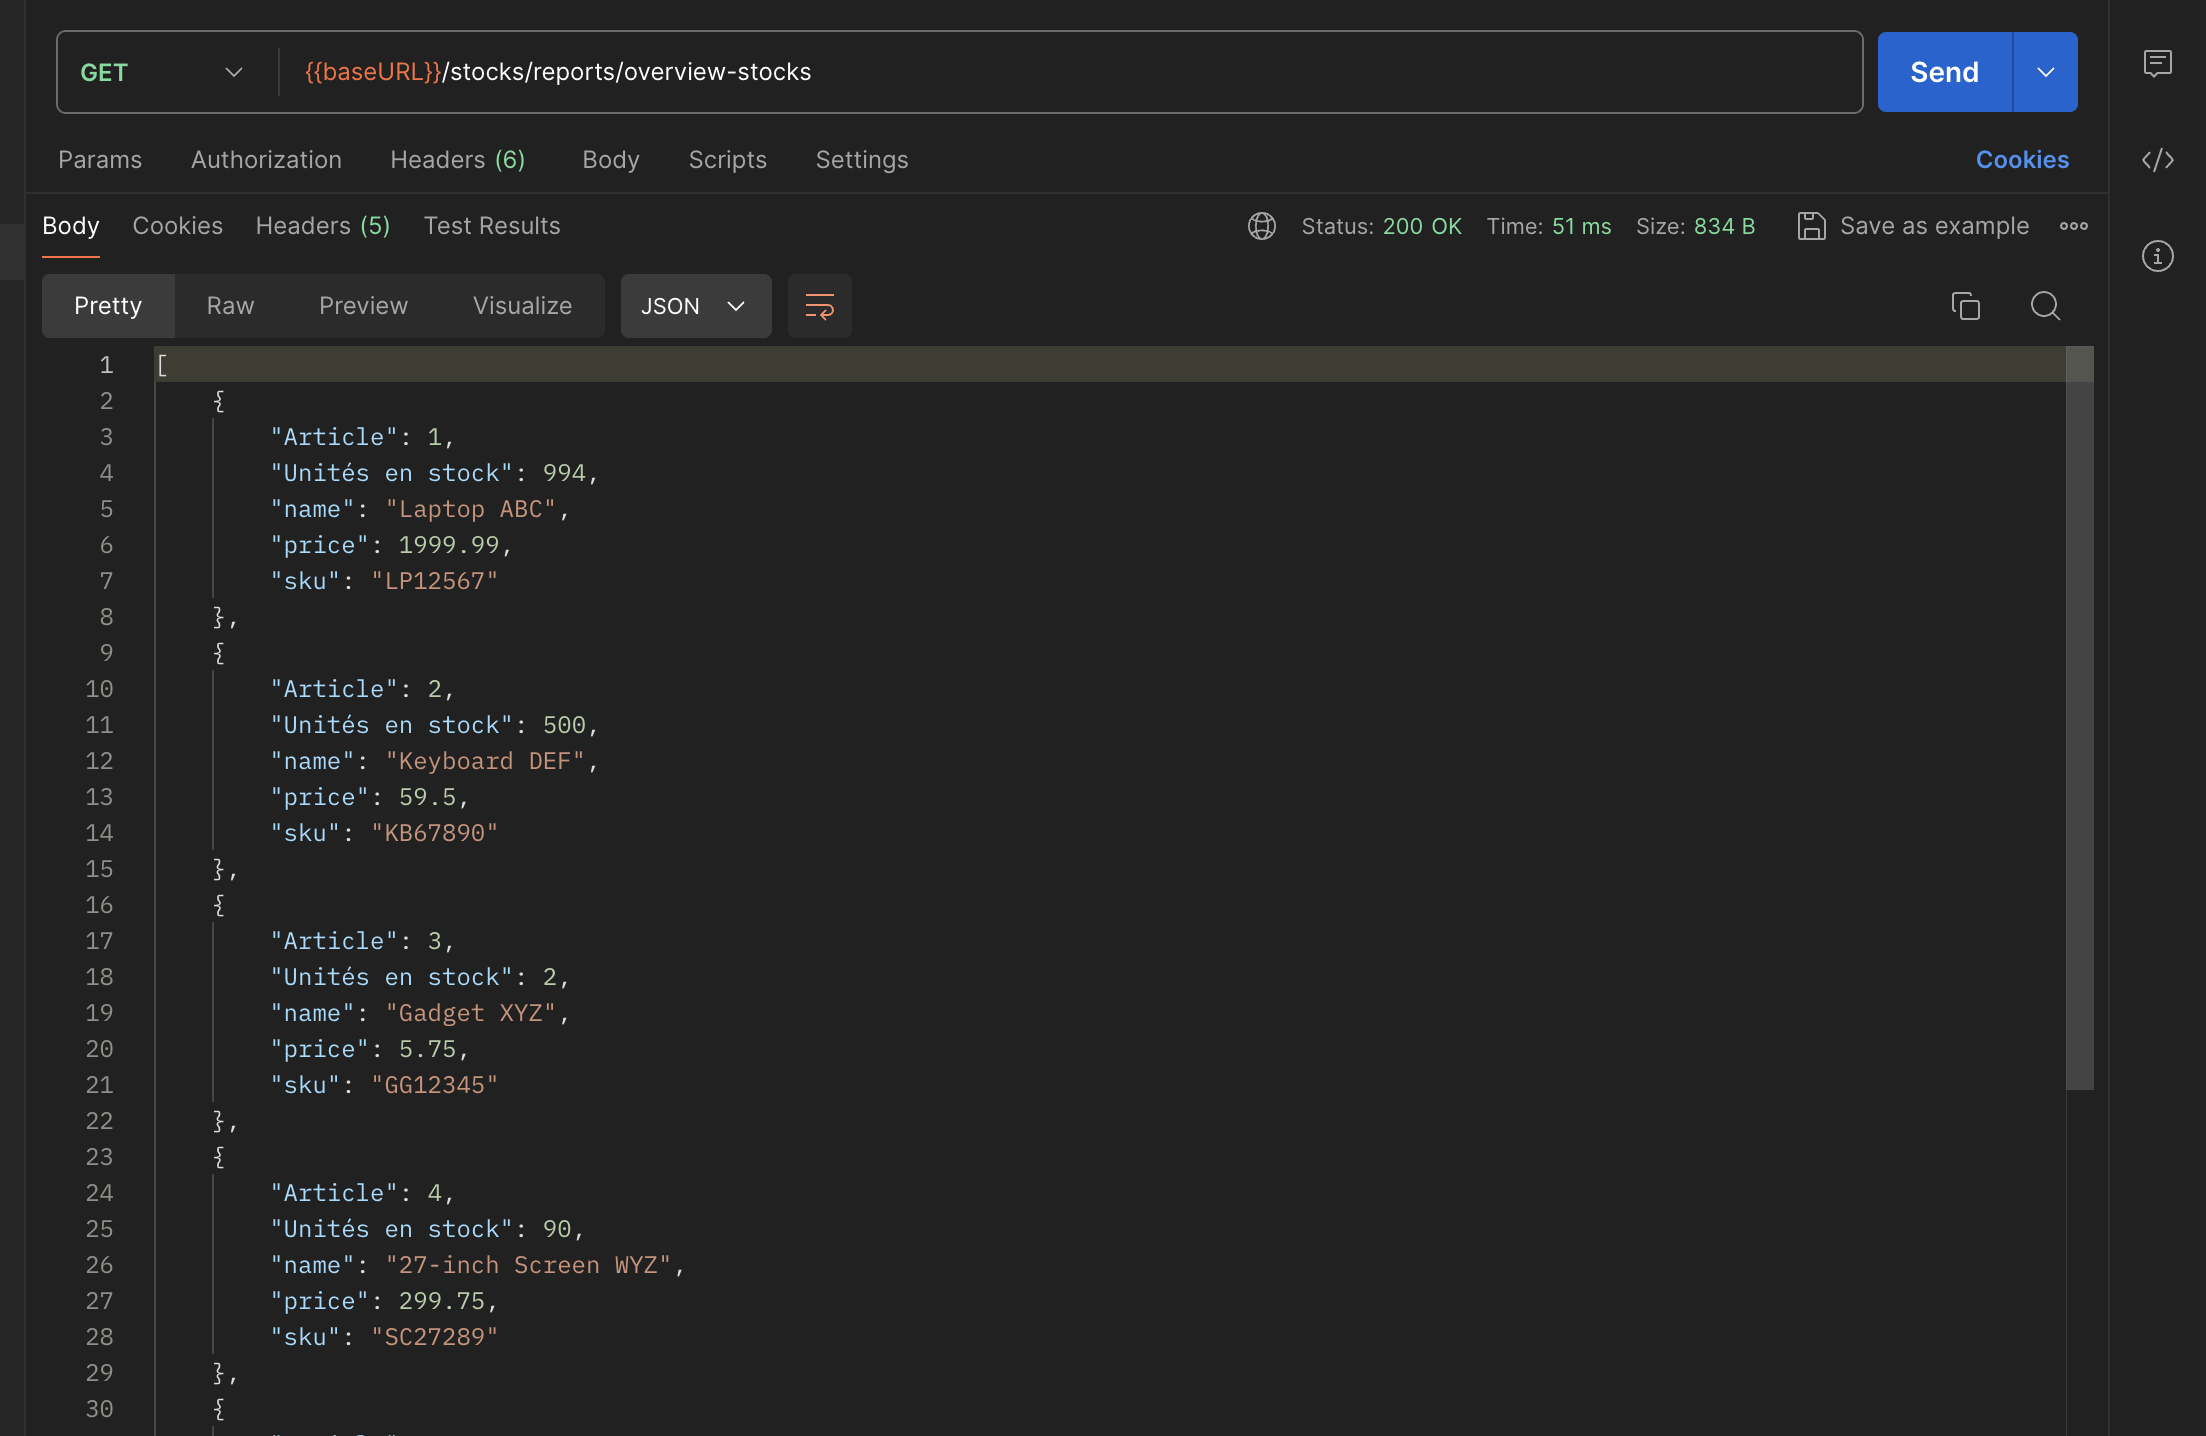 GET {{baseURL}}/stocks/reports/overview-stocks Send
Params Authorization Headers (6) Body Scripts Settings Cookies
Body Cookies Headers (5) Test Results Status: 200 OK Time: 51 ms Size: 834 B Save as example
Pretty Raw Preview Visualize JSON
1 [
2 {
3 "Article": 1,
4 "Unités en stock": 994,
5 "name": "Laptop ABC",
6 "price": 1999.99,
7 "sku": "LP12567"
8 },
9 {
10 "Article": 2,
11 "Unités en stock": 500,
12 "name": "Keyboard DEF",
13 "price": 59.5,
14 "sku": "KB67890"
15 },
16 {
17 "Article": 3,
18 "Unités en stock": 2,
19 "name": "Gadget XYZ",
20 "price": 5.75,
21 "sku": "GG12345"
22 },
23 {
24 "Article": 4,
25 "Unités en stock": 90,
26 "name": "27-inch Screen WYZ",
27 "price": 299.75,
28 "sku": "SC27289"
29 },
30 {